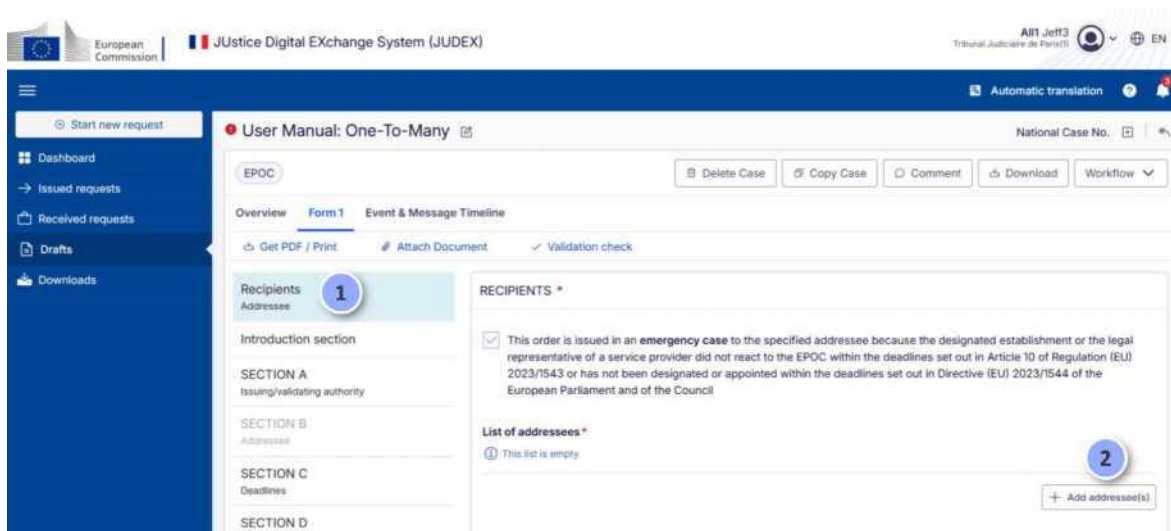 European
Commission
JUstice Digital EXchange System (JUDEX)
All1 Jeff3
Tribunal Judiciaire de Paris(TJ)
EN
Automatic translation
Start new request
Dashboard
Issued requests
Received requests
Drafts
Downloads
User Manual: One-To-Many
National Case No.
EPOC
Delete Case
Copy Case
Comment
Download
Workflow
Overview Form 1 Event & Message Timeline
Get PDF / Print Attach Document Validation check
Recipients
Addressee
1
Introduction section
SECTION A
Issuing/validating authority
SECTION B
Addressee
SECTION C
Deadlines
SECTION D
RECIPIENTS *
This order is issued in an emergency case to the specified addressee because the designated establishment or the legal
representative of a service provider did not react to the EPOC within the deadlines set out in Article 10 of Regulation (EU)
2023/1543 or has not been designated or appointed within the deadlines set out in Directive (EU) 2023/1544 of the
European Parliament and of the Council
List of addressees *
This list is empty
2
+ Add addressee(s)